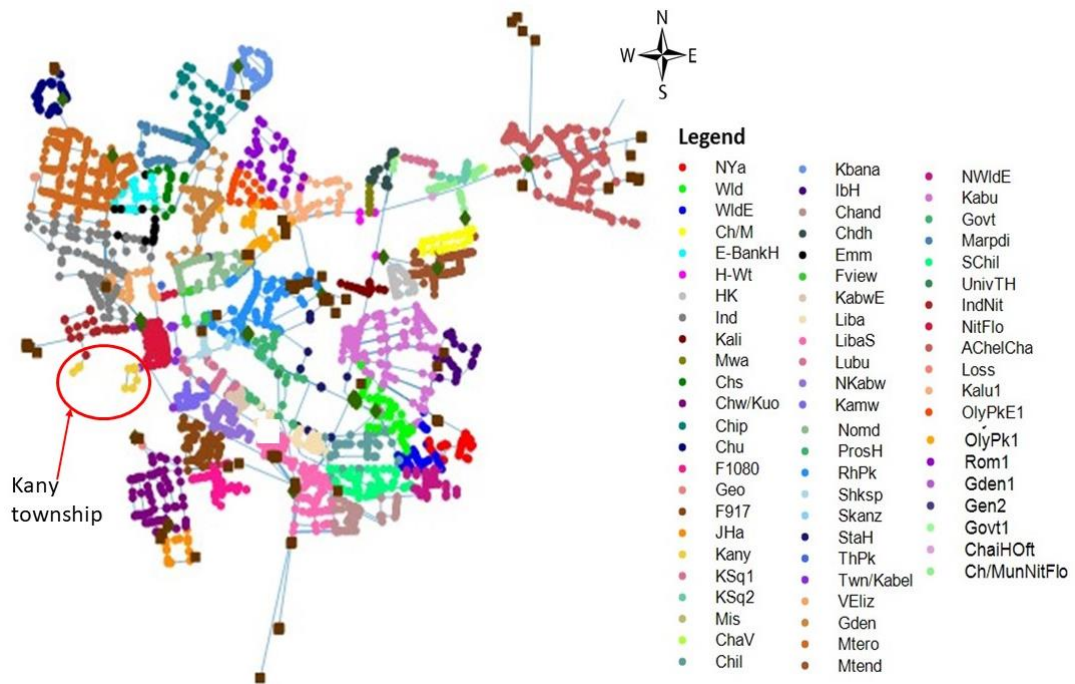 N
W E
S
Legend
NYa
Wld
WldE
Ch/M
E-BankH
H-Wt
HK
Ind
Kali
Mwa
Chs
Chw/Kuo
Chip
Chu
F1080
Geo
F917
JHa
Kany
KSq1
KSq2
Mis
ChaV
Chil
Kbana
IbH
Chand
Chdh
Emm
Fview
KabwE
Liba
LibaS
Lubu
NKabw
Kamw
Nomd
ProsH
RhPk
Shksp
Skanz
StaH
ThPk
Twn/Kabel
VEliz
Gden
Mtero
Mtend
NWldE
Kabu
Govt
Marpdi
SChil
UnivTH
IndNit
NitFlo
AChelCha
Loss
Kalu1
OlyPkE1
OlyPk1
Rom1
Gden1
Gen2
Govt1
ChaiHOft
Ch/MunNitFlo
Kany
township